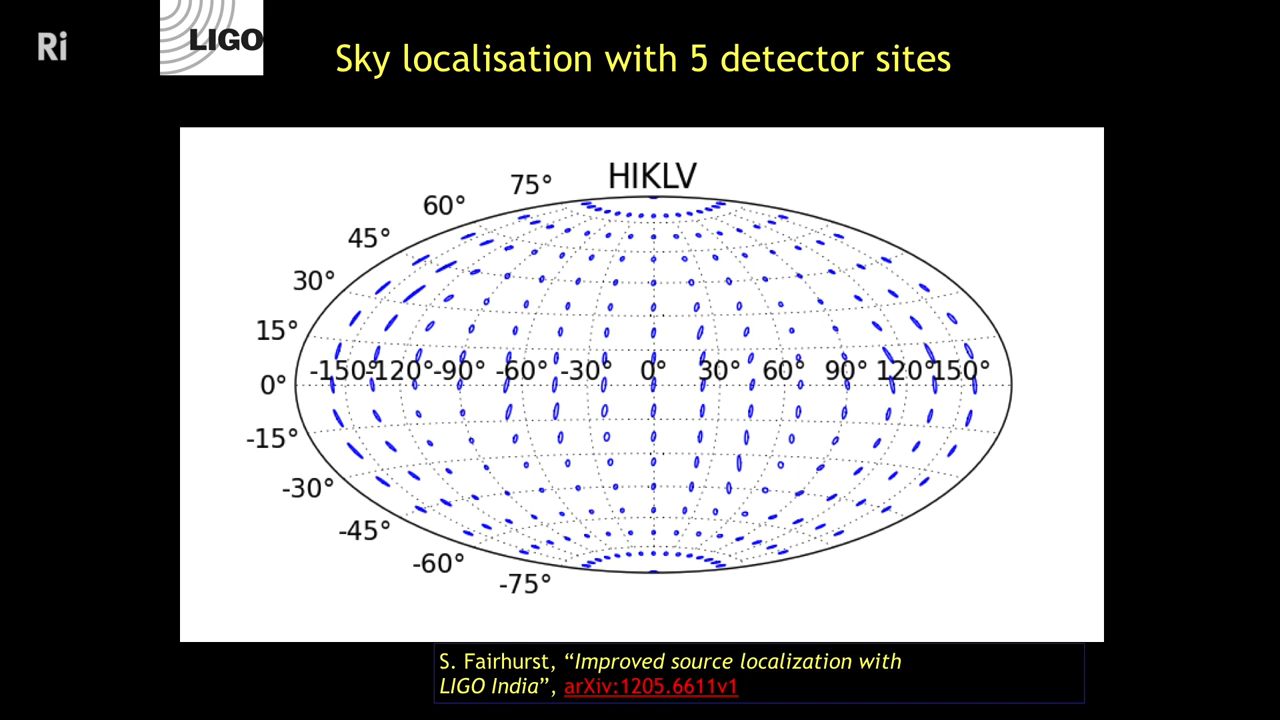 Ri
LIGO
Sky localisation with 5 detector sites
HIKLV
75°
60°
45°
30°
15°
-150° -120° -90° -60° -30° 0° 30° 60° 90° 120° 150°
0°
-15°
-30°
-45°
-60°
-75°
S. Fairhurst, “Improved source localization with
LIGO India”, arXiv:1205.6611v1